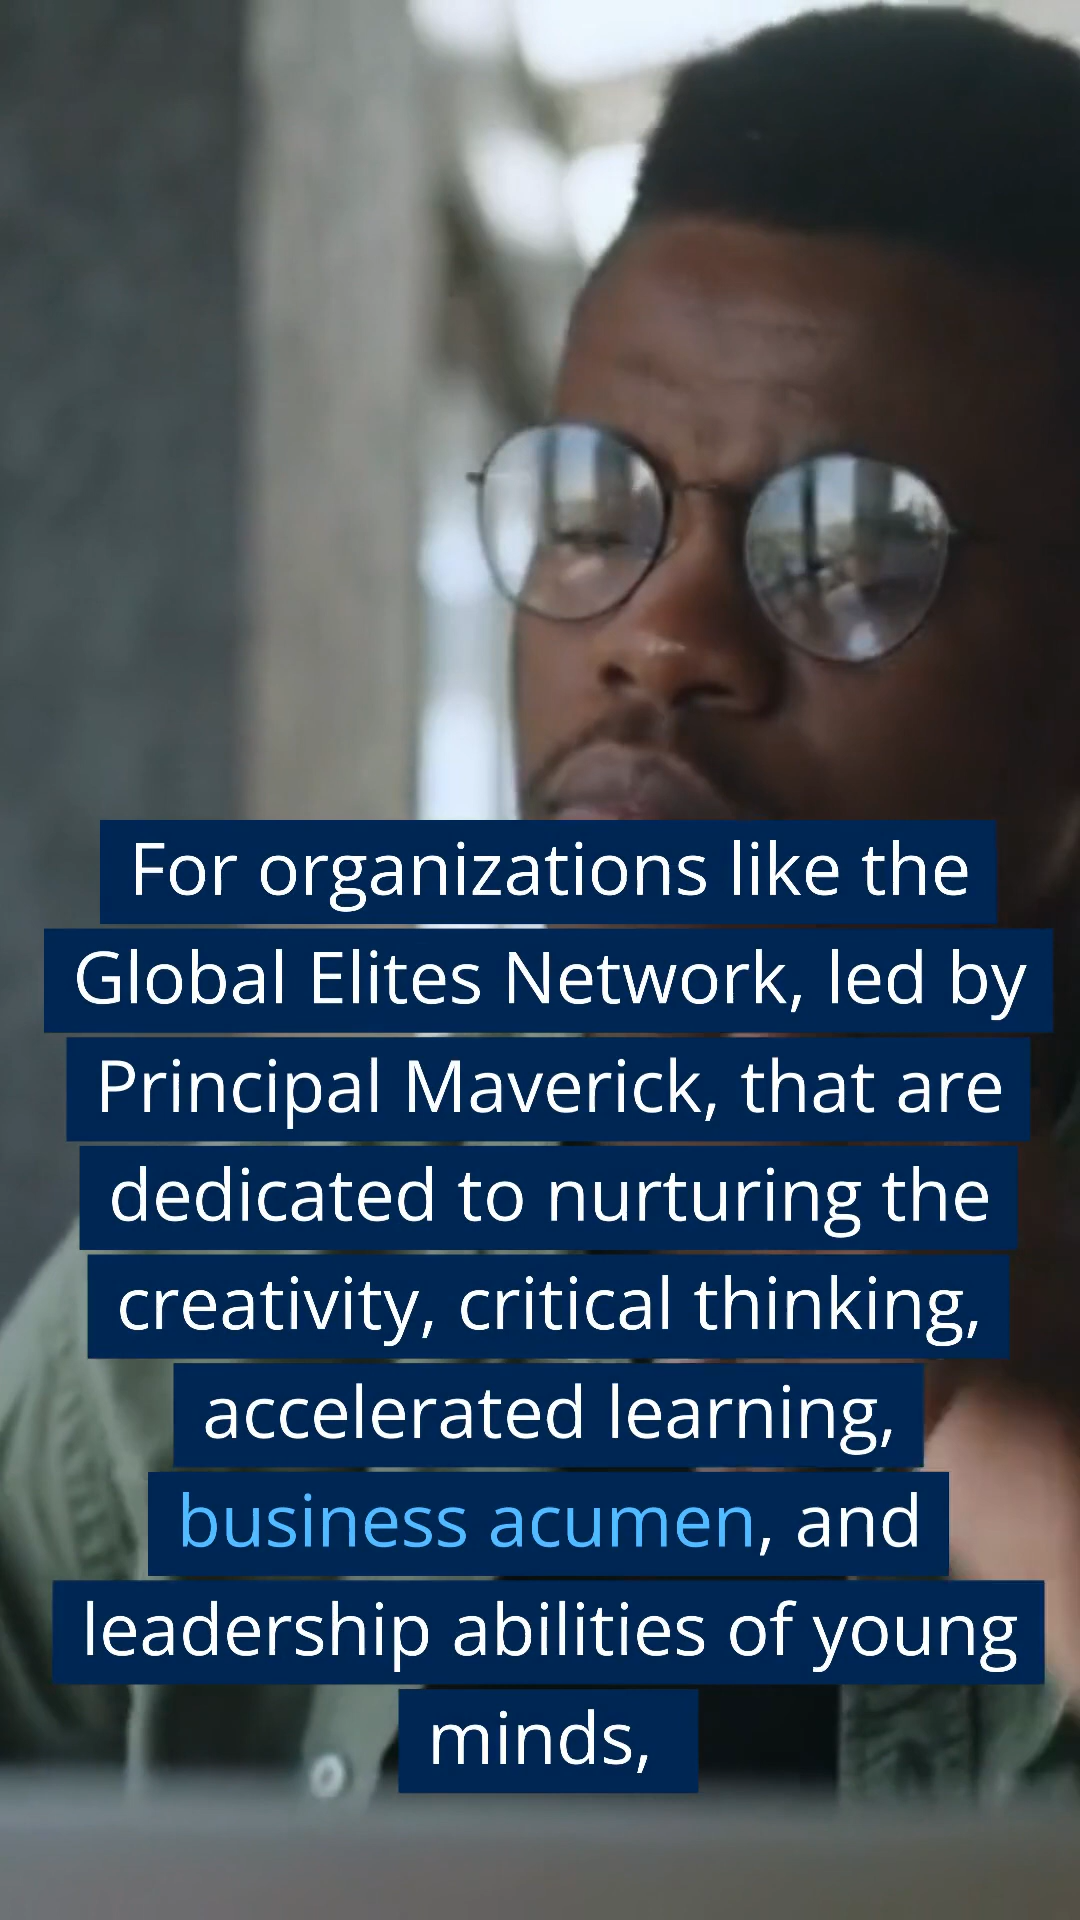 For organizations like the
Global Elites Network, led by
Principal Maverick, that are
dedicated to nurturing the
creativity, critical thinking,
accelerated learning,
business acumen, and
leadership abilities of young
minds,